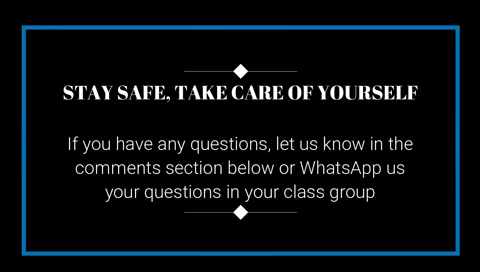 STAY SAFE, TAKE CARE OF YOURSELF
If you have any questions, let us know in the
comments section below or WhatsApp us
your questions in your class group